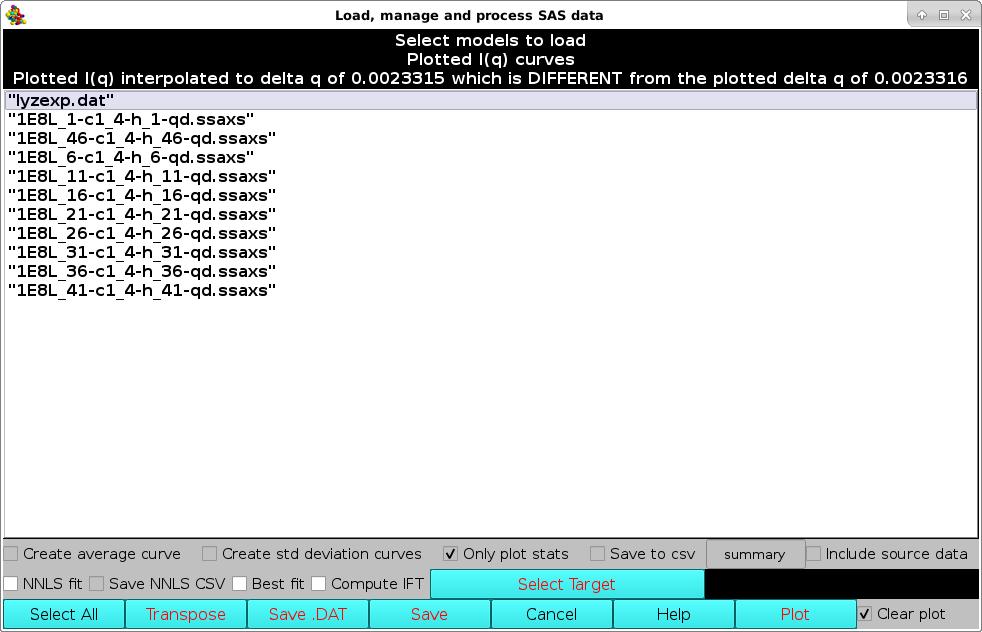 Load, manage and process SAS data
Select models to load
Plotted I(q) curves
Plotted I(q) interpolated to delta q of 0.0023315 which is DIFFERENT from the plotted delta q of 0.0023316
"lyzexp.dat"
"1E8L_1-c1_4-h_1-qd.ssaxs"
"1E8L_46-c1_4-h_46-qd.ssaxs"
"1E8L_6-c1_4-h_6-qd.ssaxs"
"1E8L_11-c1_4-h_11-qd.ssaxs"
"1E8L_16-c1_4-h_16-qd.ssaxs"
"1E8L_21-c1_4-h_21-qd.ssaxs"
"1E8L_26-c1_4-h_26-qd.ssaxs"
"1E8L_31-c1_4-h_31-qd.ssaxs"
"1E8L_36-c1_4-h_36-qd.ssaxs"
"1E8L_41-c1_4-h_41-qd.ssaxs"
Create average curve Create std deviation curves Only plot stats Save to csv summary Include source data
NNLS fit Save NNLS CSV Best fit Compute IFT Select Target
Select All Transpose Save .DAT Save Cancel Help Plot Clear plot